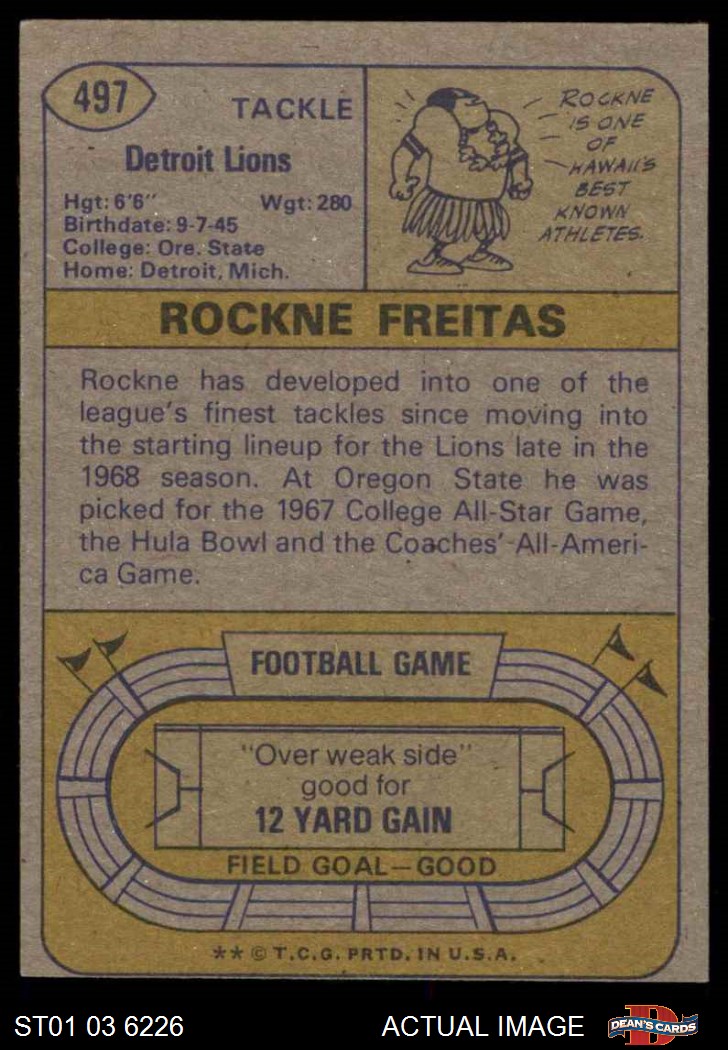 497
TACKLE
Detroit Lions
Hgt: 6'6" Wgt: 280
Birthdate: 9-7-45
College: Ore. State
Home: Detroit, Mich.
ROCKNE
IS ONE
OF
HAWAII'S
BEST
KNOWN
ATHLETES.
ROCKNE FREITAS
Rockne has developed into one of the
league's finest tackles since moving into
the starting lineup for the Lions late in the
1968 season. At Oregon State he was
picked for the 1967 College All-Star Game,
the Hula Bowl and the Coaches' All-Ameri-
ca Game.
FOOTBALL GAME
"Over weak side"
good for
12 YARD GAIN
FIELD GOAL—GOOD
** © T.C.G. PRTD. IN U.S.A.
ST01 03 6226
ACTUAL IMAGE
D
DEAN'S CARDS